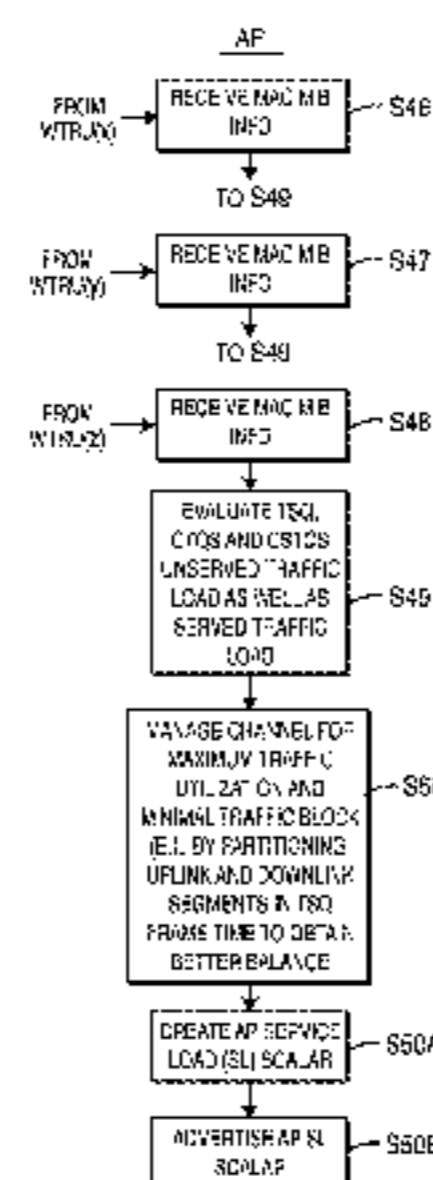 AP
FROM
WTRU(x)
RECEIVE MAC MIB
INFO
S46
TO S49
FROM
WTRU(y)
RECEIVE MAC MIB
INFO
S47
TO S49
FROM
WTRU(z)
RECEIVE MAC MIB
INFO
S48
EVALUATE TSQ,
AND
UNSERVED TRAFFIC
LOAD AS WELL AS
SERVED TRAFFIC
LOAD
S49
MANAGE CHANNEL FOR
MAXIMUM TRAFFIC
UTILIZATION AND
MINIMAL TRAFFIC BLOCK
BY PARTITIONING
UPLINK AND DOWNLINK
SEGMENTS IN TSQ
FRAME TIME TO OBTAIN
BETTER BALANCE
CREATE AP SERVICE
LOAD (SL) SCALAR
S50A
ADVERTISE AP SL
SCALAR
S50B